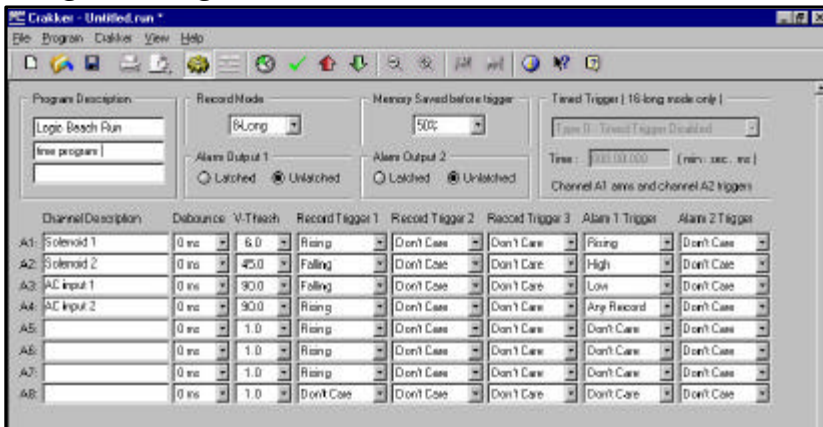 Crakker - Untitled.run *
File Program Crakker View Help
Program Description Record Mode Memory Saved before trigger Timed Trigger ( 16-long mode only )
Logic Beach Run 8-Long 50% Type 0 - Timed Trigger Disabled
time program
Alarm Output 1 Alarm Output 2 Time : 000:00.000 ( min : sec. ms )
Latched Unlatched Latched Unlatched
Channel A1 arms and channel A2 triggers
Channel Description Debounce V-Thresh Record Trigger 1 Record Trigger 2 Record Trigger 3 Alarm 1 Trigger Alarm 2 Trigger
A1: Solenoid 1 0 ms 6.0 Rising Don't Care Don't Care Rising Don't Care
A2: Solenoid 2 0 ms 45.0 Falling Don't Care Don't Care High Don't Care
A3: AC input 1 0 ms 90.0 Falling Don't Care Don't Care Low Don't Care
A4: AC input 2 0 ms 90.0 Rising Don't Care Don't Care Any Record Don't Care
A5: 0 ms 1.0 Rising Don't Care Don't Care Don't Care Don't Care
A6: 0 ms 1.0 Rising Don't Care Don't Care Don't Care Don't Care
A7: 0 ms 1.0 Rising Don't Care Don't Care Don't Care Don't Care
A8: 0 ms 1.0 Don't Care Don't Care Don't Care Don't Care Don't Care